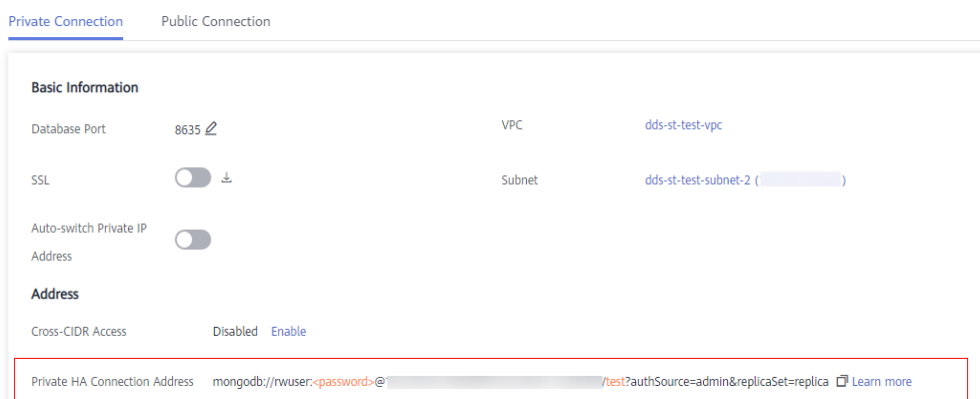 Private Connection Public Connection
Basic Information
Database Port 8635 VPC dds-st-test-vpc
SSL Subnet dds-st-test-subnet-2 ( )
Auto-switch Private IP
Address
Address
Cross-CIDR Access Disabled Enable
Private HA Connection Address mongodb://rwuser:<password>@ /test?authSource=admin&replicaSet=replica Learn more